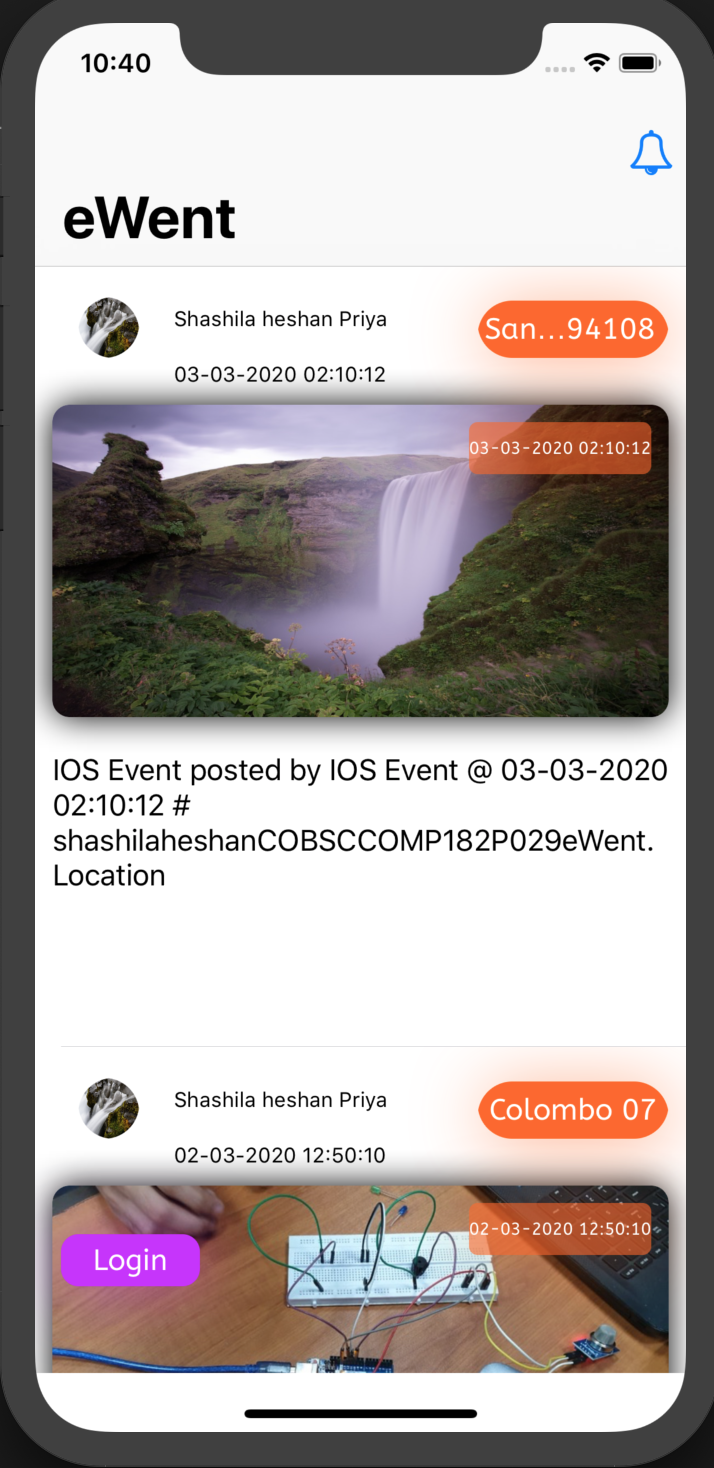 10:40
eWent
Shashila heshan Priya
San...94108
03-03-2020 02:10:12
03-03-2020 02:10:12
IOS Event posted by IOS Event @ 03-03-2020
02:10:12 #
shashilaheshanCOBSCCOMP182P029eWent.
Location
Shashila heshan Priya
Colombo 07
02-03-2020 12:50:10
02-03-2020 12:50:10
Login